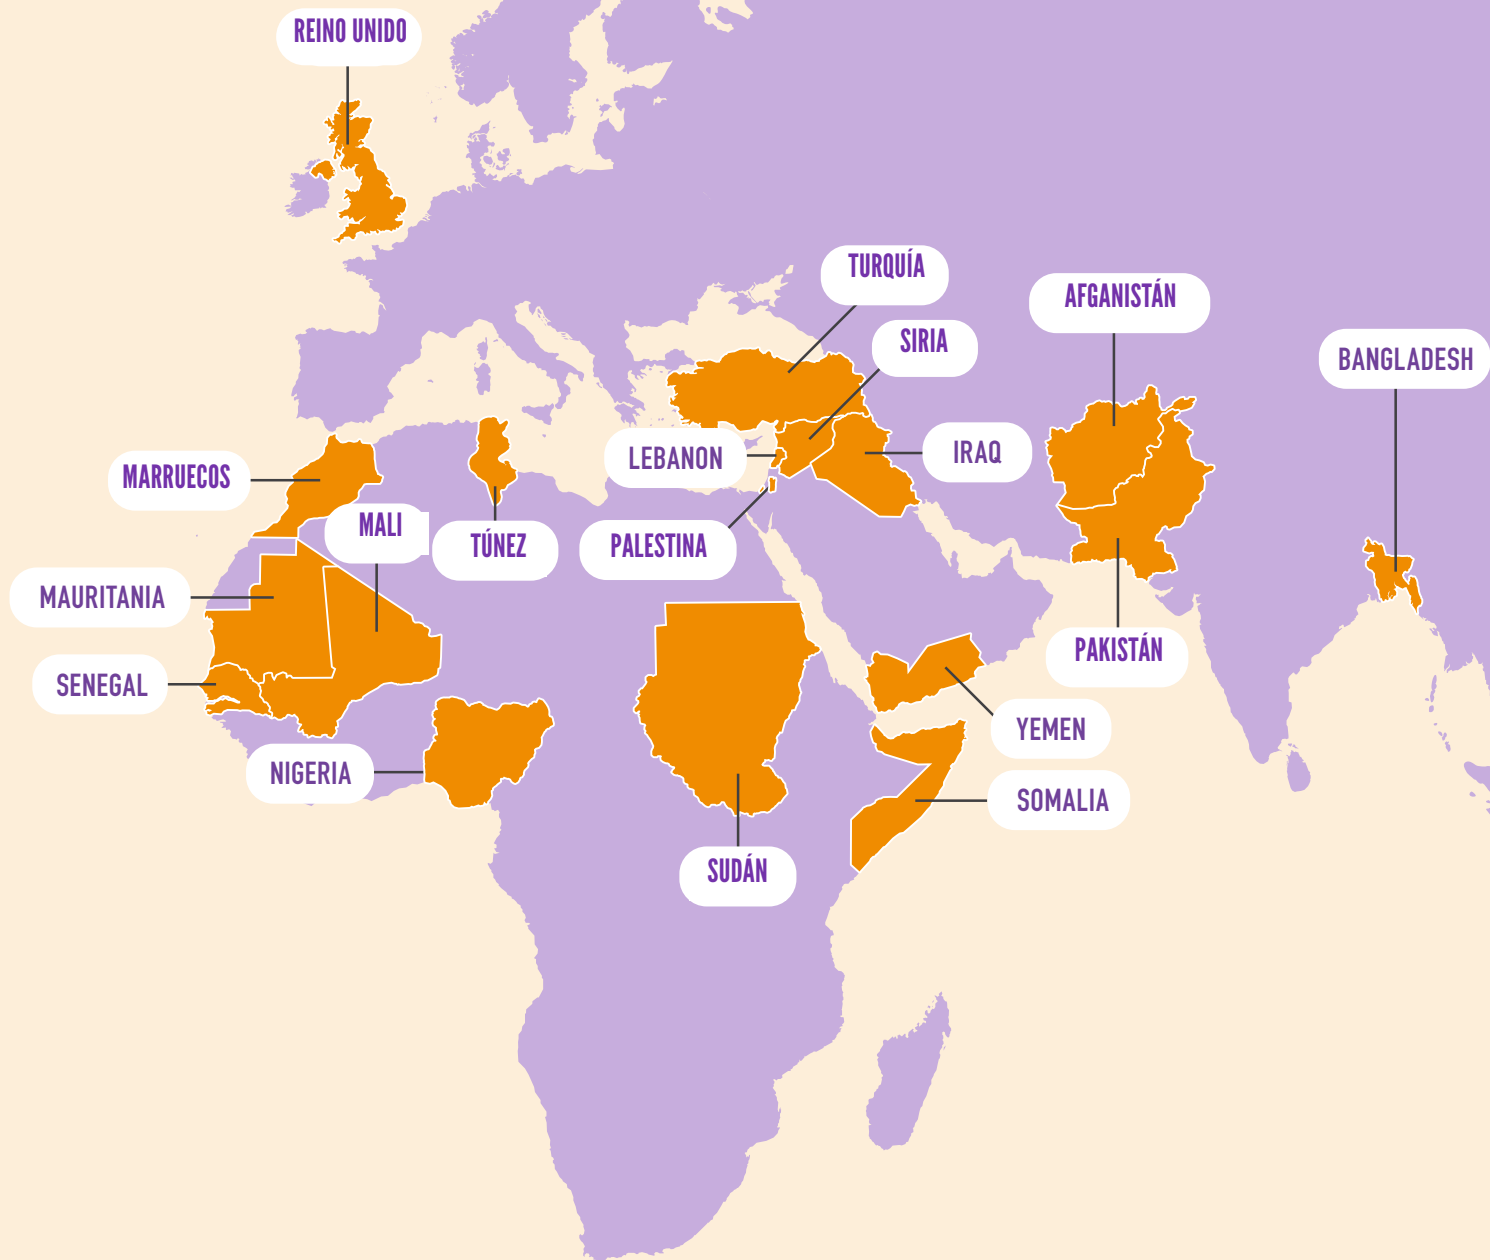 REINO UNIDO
TURQUÍA
AFGANISTÁN
SIRIA
BANGLADESH
LEBANON
IRAQ
MARRUECOS
MALI
TÚNEZ
PALESTINA
MAURITANIA
PAKISTÁN
SENEGAL
YEMEN
NIGERIA
SOMALIA
SUDÁN